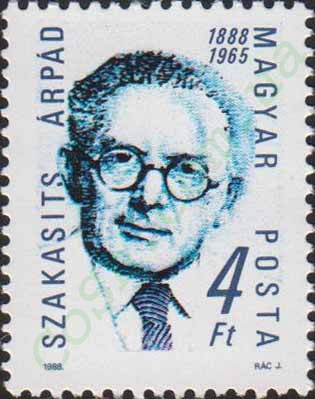 SZAKASITS ÁRPÁD
1888
1965
MAGYAR POSTA
4
Ft
1988.
RÁC J.